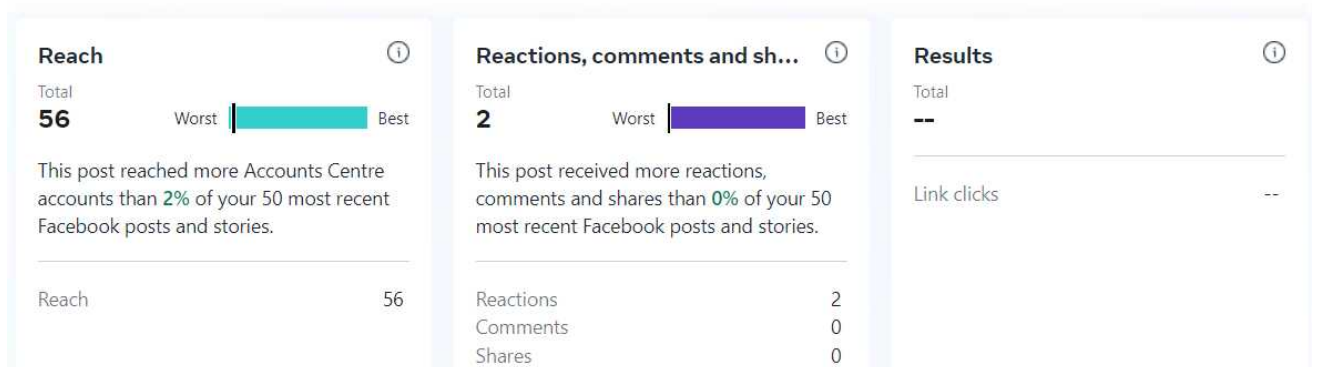 Reach
Total
56
Worst
Best
This post reached more Accounts Centre
accounts than 2% of your 50 most recent
Facebook posts and stories.
Reach 56
Reactions, comments and sh...
Total
2
Worst
Best
This post received more reactions,
comments and shares than 0% of your 50
most recent Facebook posts and stories.
Reactions 2
Comments 0
Shares 0
Results
Total
--
Link clicks --